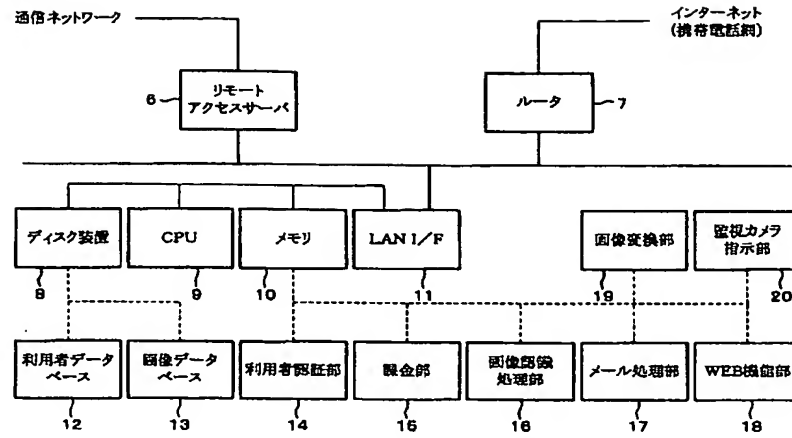 通信ネットワーク
インターネット
(携帯電話網)
6
リモート
アクセスサーバ
ルータ
7
ディスク装置
CPU
メモリ
LAN I/F
画像変換部
監視カメラ
指示部
8
9
10
11
19
20
利用者データ
ベース
画像データ
ベース
利用者認証部
課金部
画像認識
処理部
メール処理部
WEB機能部
12
13
14
15
16
17
18